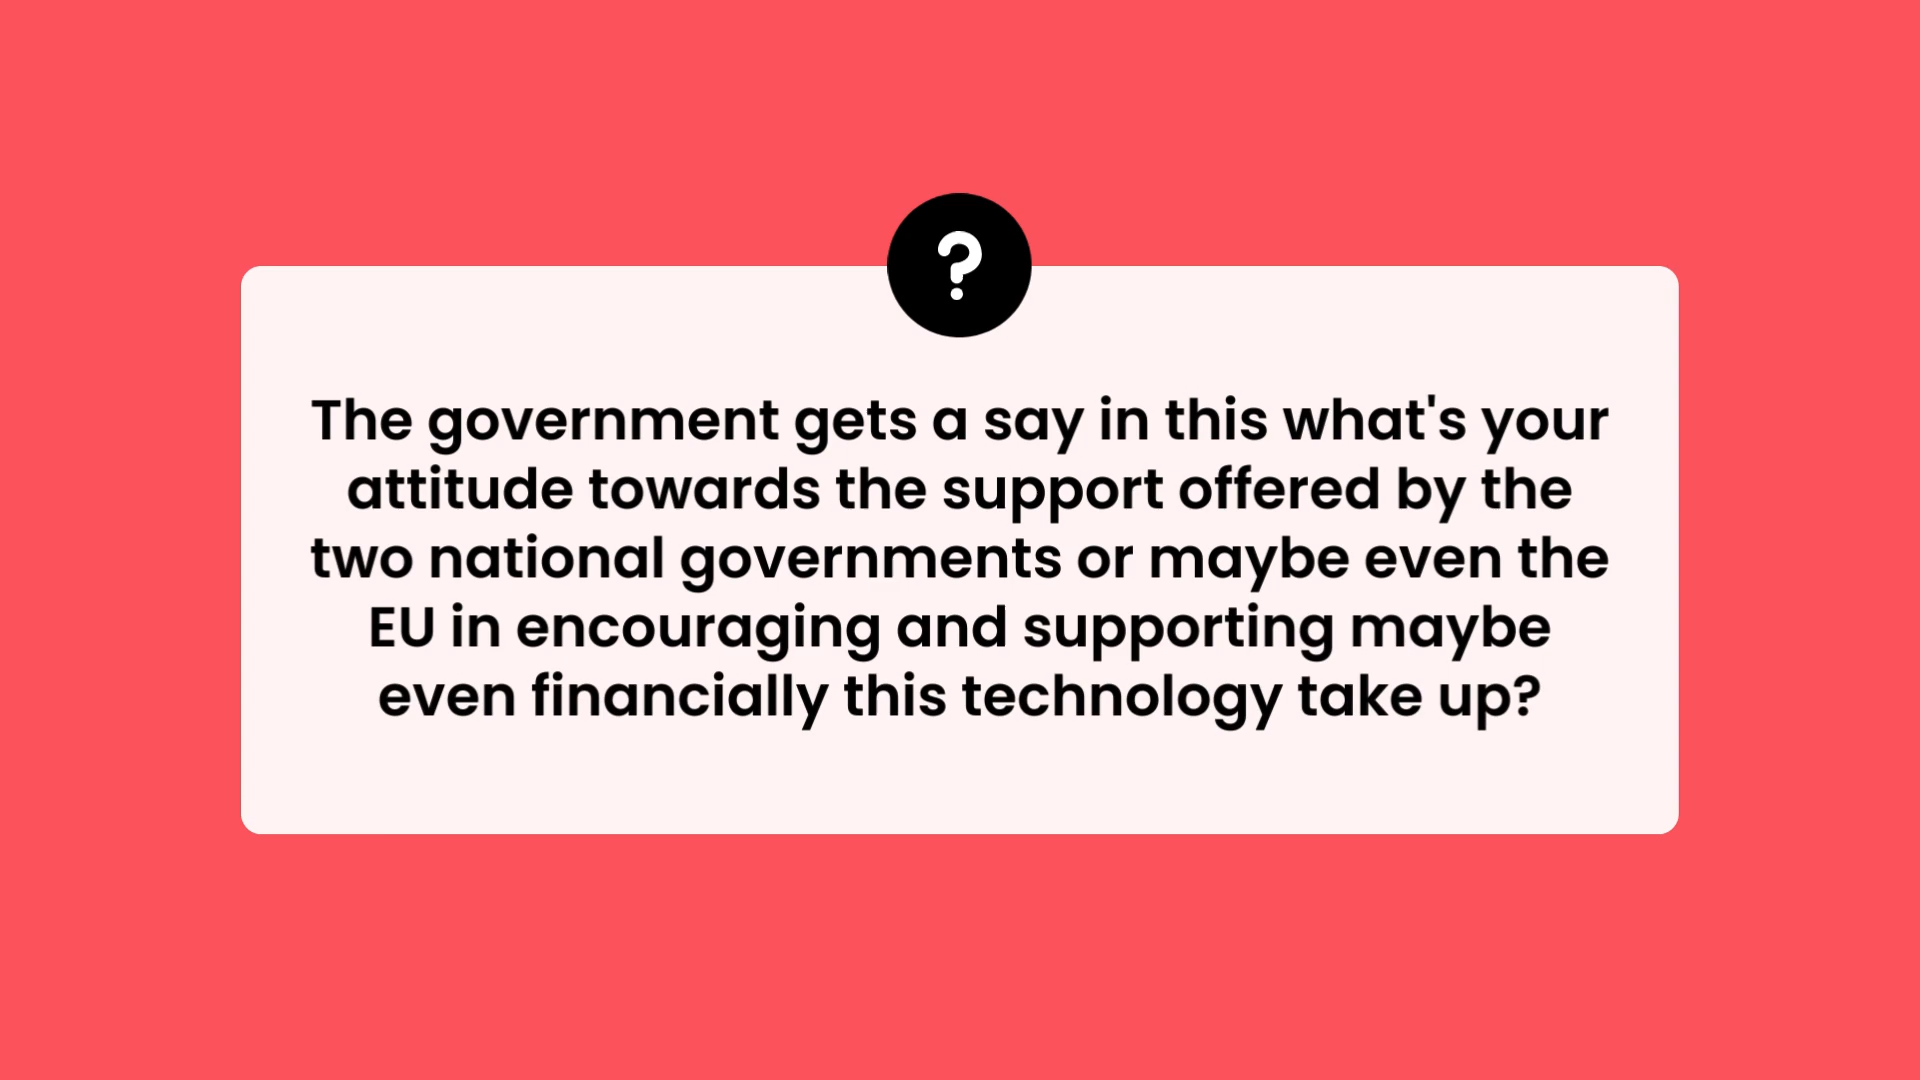 ?
The government gets a say in this what's your
attitude towards the support offered by the
two national governments or maybe even the
EU in encouraging and supporting maybe
even financially this technology take up?